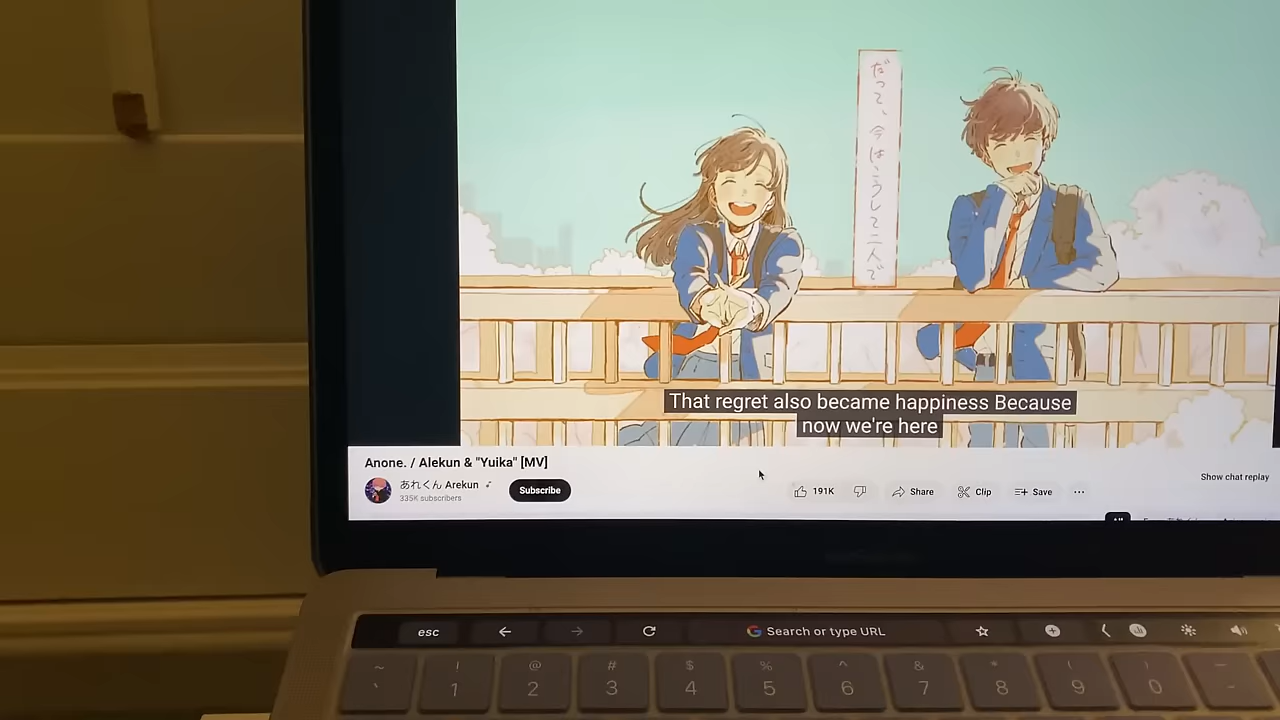 だって、今はこうして二人で
That regret also became happiness Because
now we're here
Anone. / Alekun & "Yuika" [MV]
あれくん Arekun
335K subscribers
Subscribe
191K
Share
Clip
Save
Show chat replay
All
esc
Search or type URL
~ ! @ # $ % ^ & * ( ) –
` 1 2 3 4 5 6 7 8 9 0 -